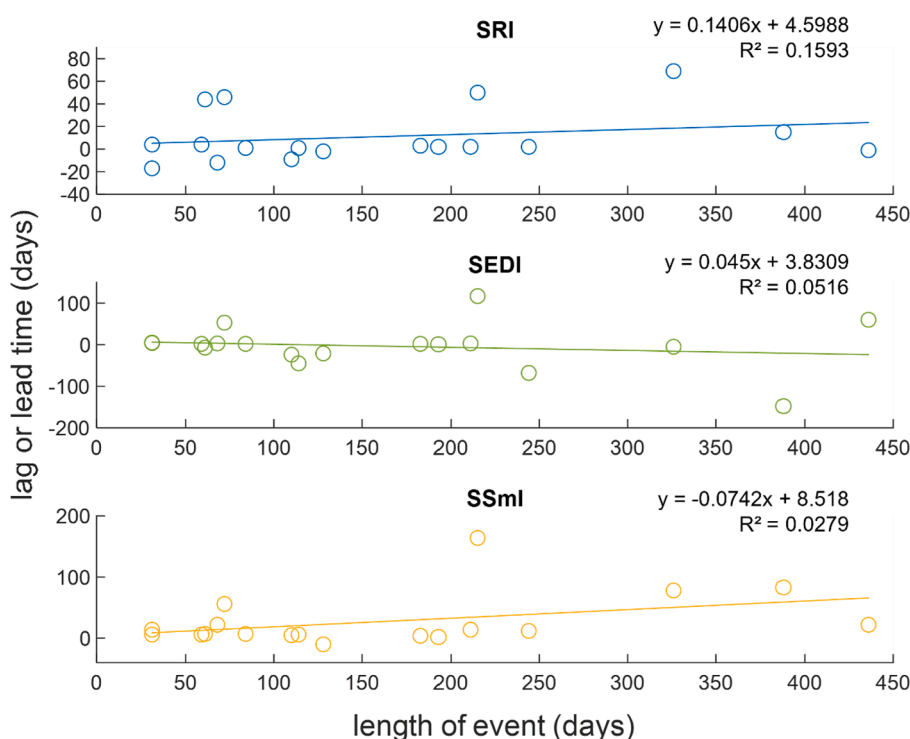 SRI
y = 0.1406x + 4.5988
R² = 0.1593
80
60
40
20
0
-20
-40
0 50 100 150 200 250 300 350 400 450
SEDI
y = 0.045x + 3.8309
R² = 0.0516
100
0
-100
-200
0 50 100 150 200 250 300 350 400 450
SSmI
y = -0.0742x + 8.518
R² = 0.0279
200
100
0
0 50 100 150 200 250 300 350 400 450
lag or lead time (days)
length of event (days)